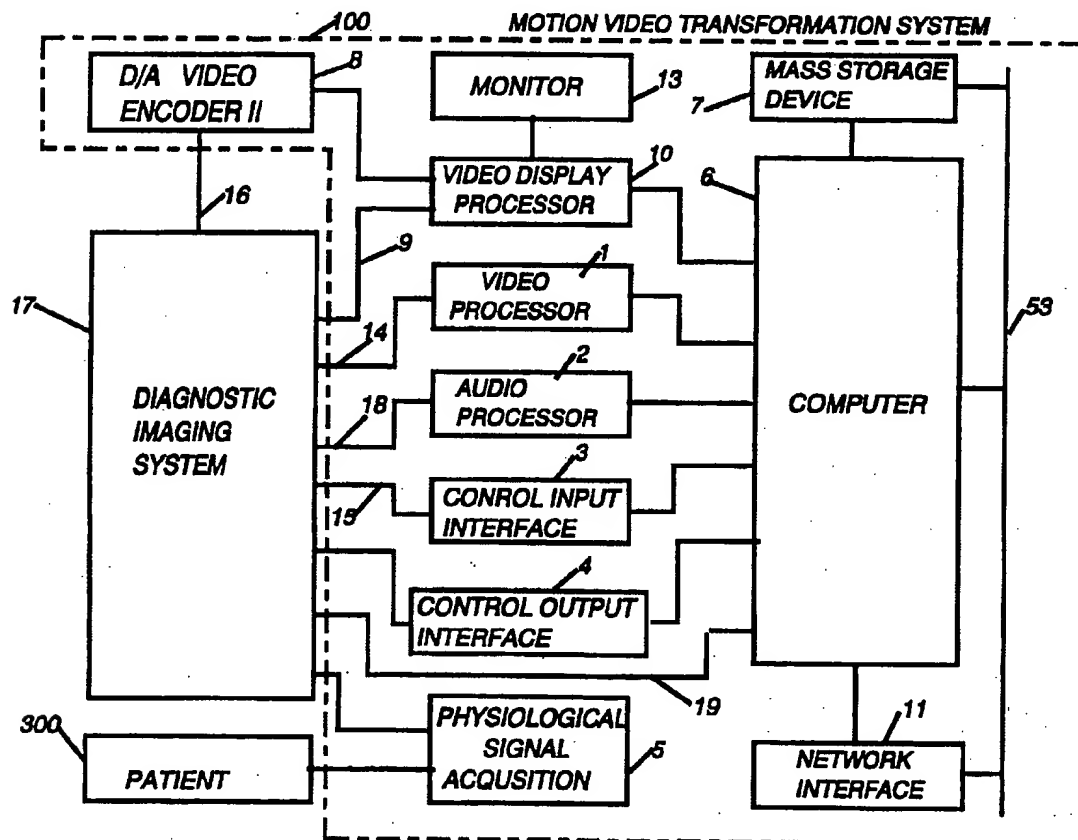 100
MOTION VIDEO TRANSFORMATION SYSTEM
D/A VIDEO
ENCODER II
8
MONITOR
13
MASS STORAGE
DEVICE
7
16
VIDEO DISPLAY
PROCESSOR
10
6
9
17
VIDEO
PROCESSOR
1
53
14
DIAGNOSTIC
IMAGING
SYSTEM
AUDIO
PROCESSOR
2
COMPUTER
18
CONROL INPUT
INTERFACE
3
15
CONTROL OUTPUT
INTERFACE
4
19
300
PATIENT
PHYSIOLOGICAL
SIGNAL
ACQUSITION
5
11
NETWORK
INTERFACE